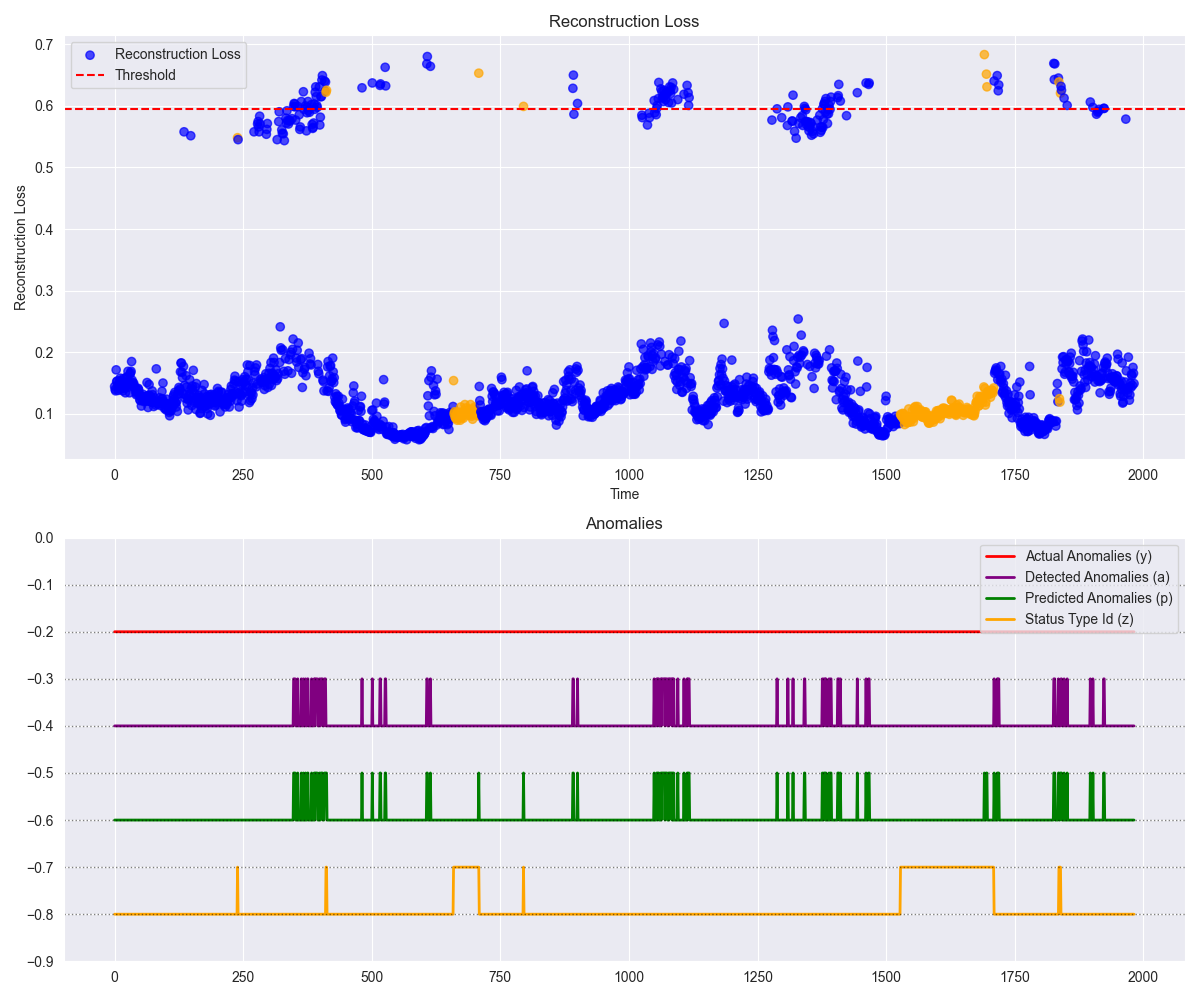 Reconstruction Loss
Reconstruction Loss
Threshold
Reconstruction Loss
0.7
0.6
0.5
0.4
0.3
0.2
0.1
0 250 500 750 1000 1250 1500 1750 2000
Time
Anomalies
Actual Anomalies (y)
Detected Anomalies (a)
Predicted Anomalies (p)
Status Type Id (z)
0.0
−0.1
−0.2
−0.3
−0.4
−0.5
−0.6
−0.7
−0.8
−0.9
0 250 500 750 1000 1250 1500 1750 2000